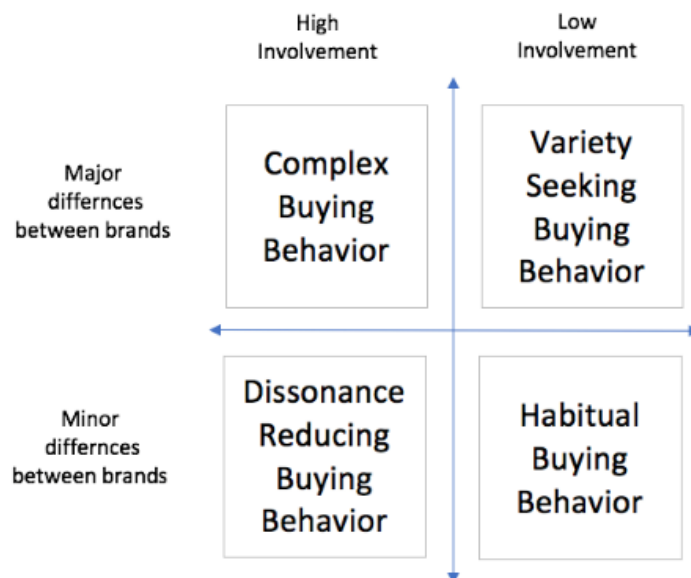 High
Involvement
Low
Involvement
Major
differnces
between brands
Complex
Buying
Behavior
Variety
Seeking
Buying
Behavior
Minor
differnces
between brands
Dissonance
Reducing
Buying
Behavior
Habitual
Buying
Behavior